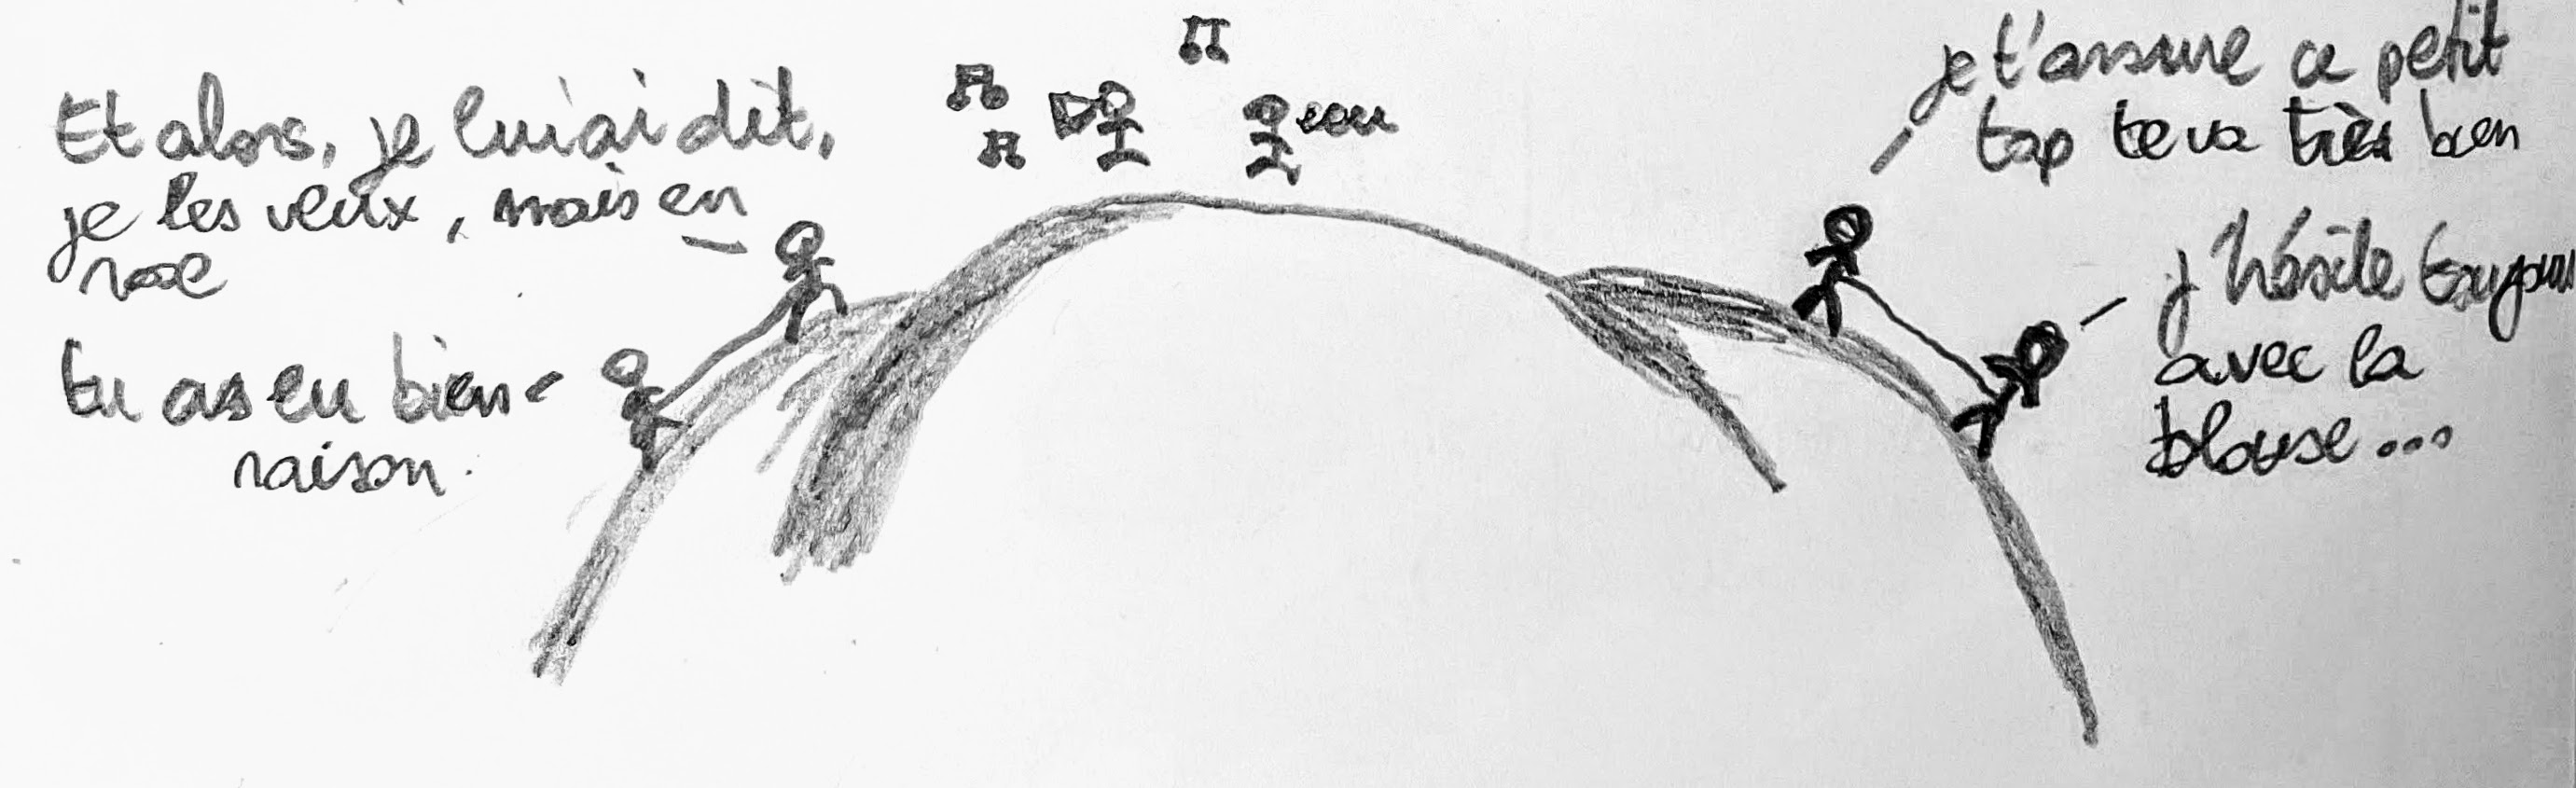 Et alors, je lui ai dit,
je les veux, mais en
rose
tu as eu bien
raison.
je t'assure ce petit
top te va très bien
j'hésite toujours
avec la
blouse...